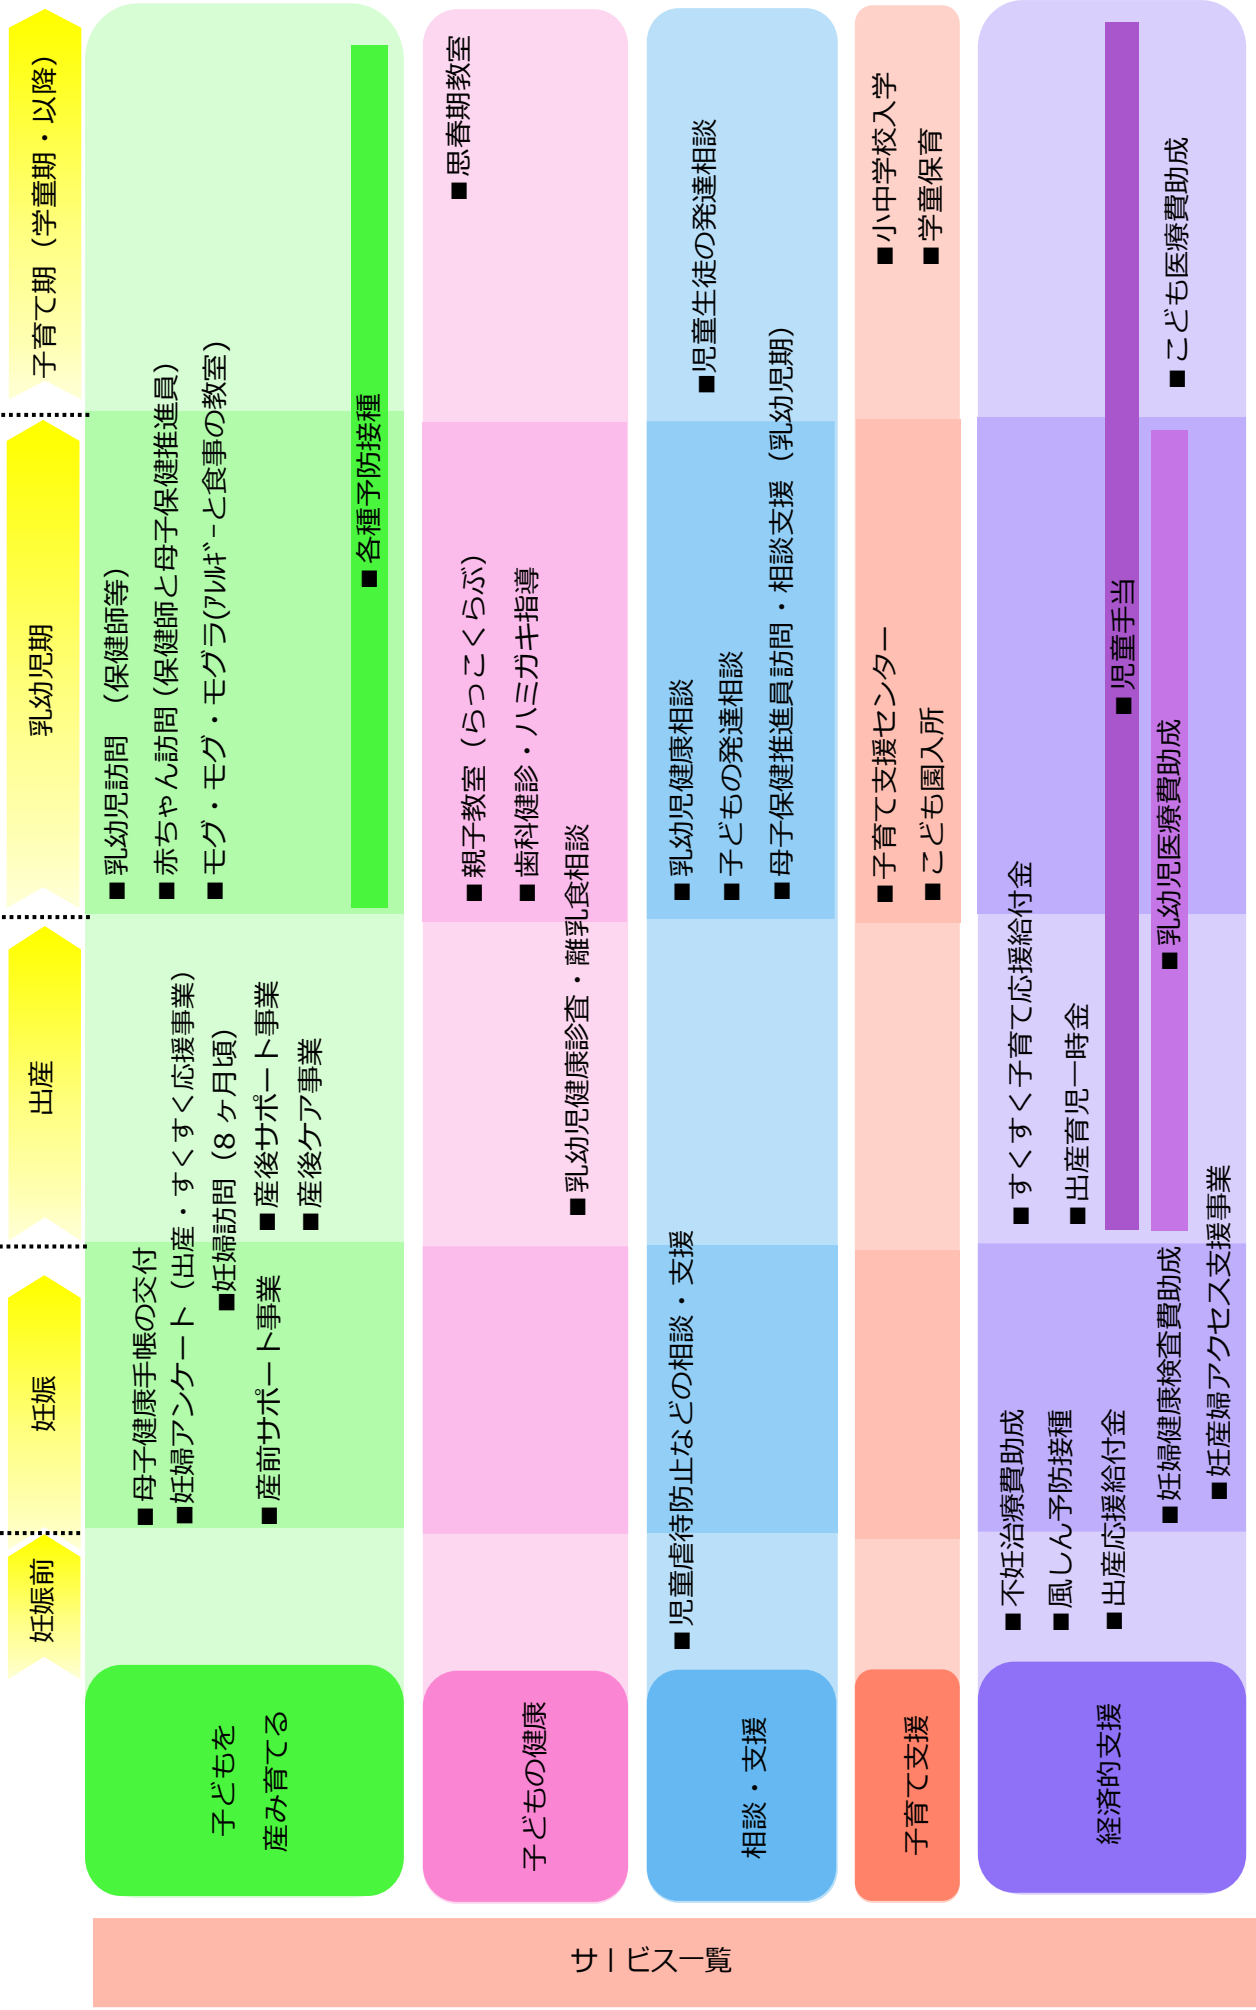 サービス一覧
妊娠前
妊娠
出産
乳幼児期
子育て期（学童期・以降）
子どもを
産み育てる
■母子健康手帳の交付
■妊婦アンケート（出産・すくすく応援事業）
■妊婦訪問（8ヶ月頃）
■産前サポート事業
■産後サポート事業
■産後ケア事業
■乳幼児訪問　（保健師等）
■赤ちゃん訪問（保健師と母子保健推進員）
■モグ・モグ・モグラ(ｱﾚﾙｷﾞｰと食事の教室）
■各種予防接種
子どもの健康
■親子教室（らっこくらぶ）
■歯科健診・ハミガキ指導
■乳幼児健康診査・離乳食相談
■思春期教室
相談・支援
■児童虐待防止などの相談・支援
■乳幼児健康相談
■子どもの発達相談
■母子保健推進員訪問・相談支援（乳幼児期）
■児童生徒の発達相談
子育て支援
■子育て支援センター
■こども園入所
■小中学校入学
■学童保育
経済的支援
■不妊治療費助成
■風しん予防接種
■出産応援給付金
■妊婦健康検査費助成
■妊産婦アクセス支援事業
■すくすく子育て応援給付金
■出産育児一時金
■児童手当
■乳幼児医療費助成
■こども医療費助成